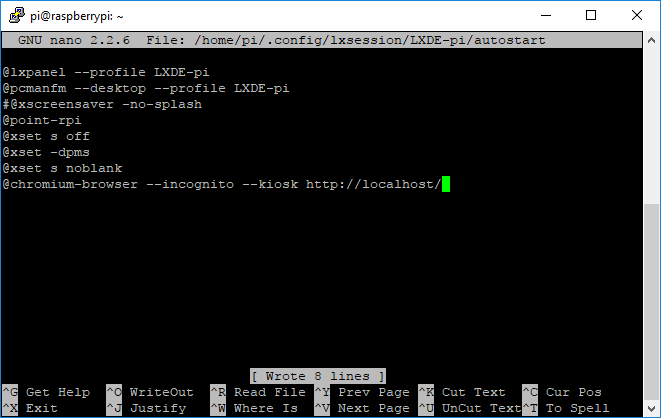 pi@raspberrypi: ~
GNU nano 2.2.6 File: /home/pi/.config/lxsession/LXDE-pi/autostart
@lxpanel --profile LXDE-pi
@pcmanfm --desktop --profile LXDE-pi
#@xscreensaver -no-splash
@point-rpi
@xset s off
@xset -dpms
@xset s noblank
@chromium-browser --incognito --kiosk http://localhost/
[ Wrote 8 lines ]
^G Get Help ^O WriteOut ^R Read File ^Y Prev Page ^K Cut Text ^C Cur Pos
^X Exit ^J Justify ^W Where Is ^V Next Page ^U UnCut Text ^T To Spell